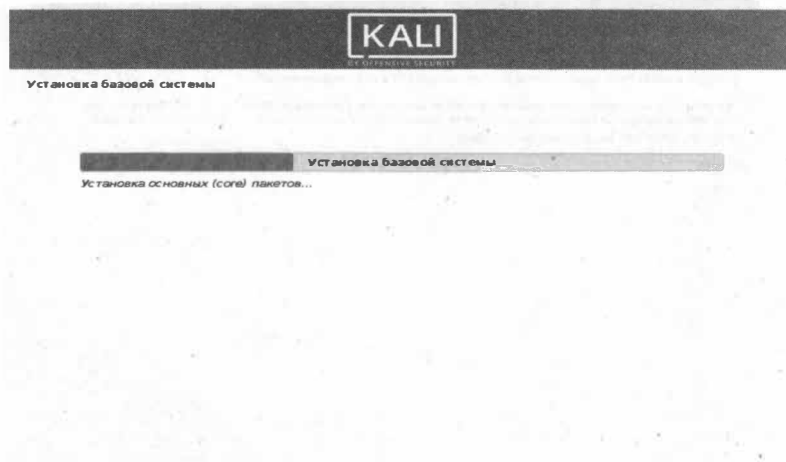 KALI
BY OFFENSIVE SECURITY
Установка базовой системы
Установка базовой системы
Установка основных (core) пакетов...